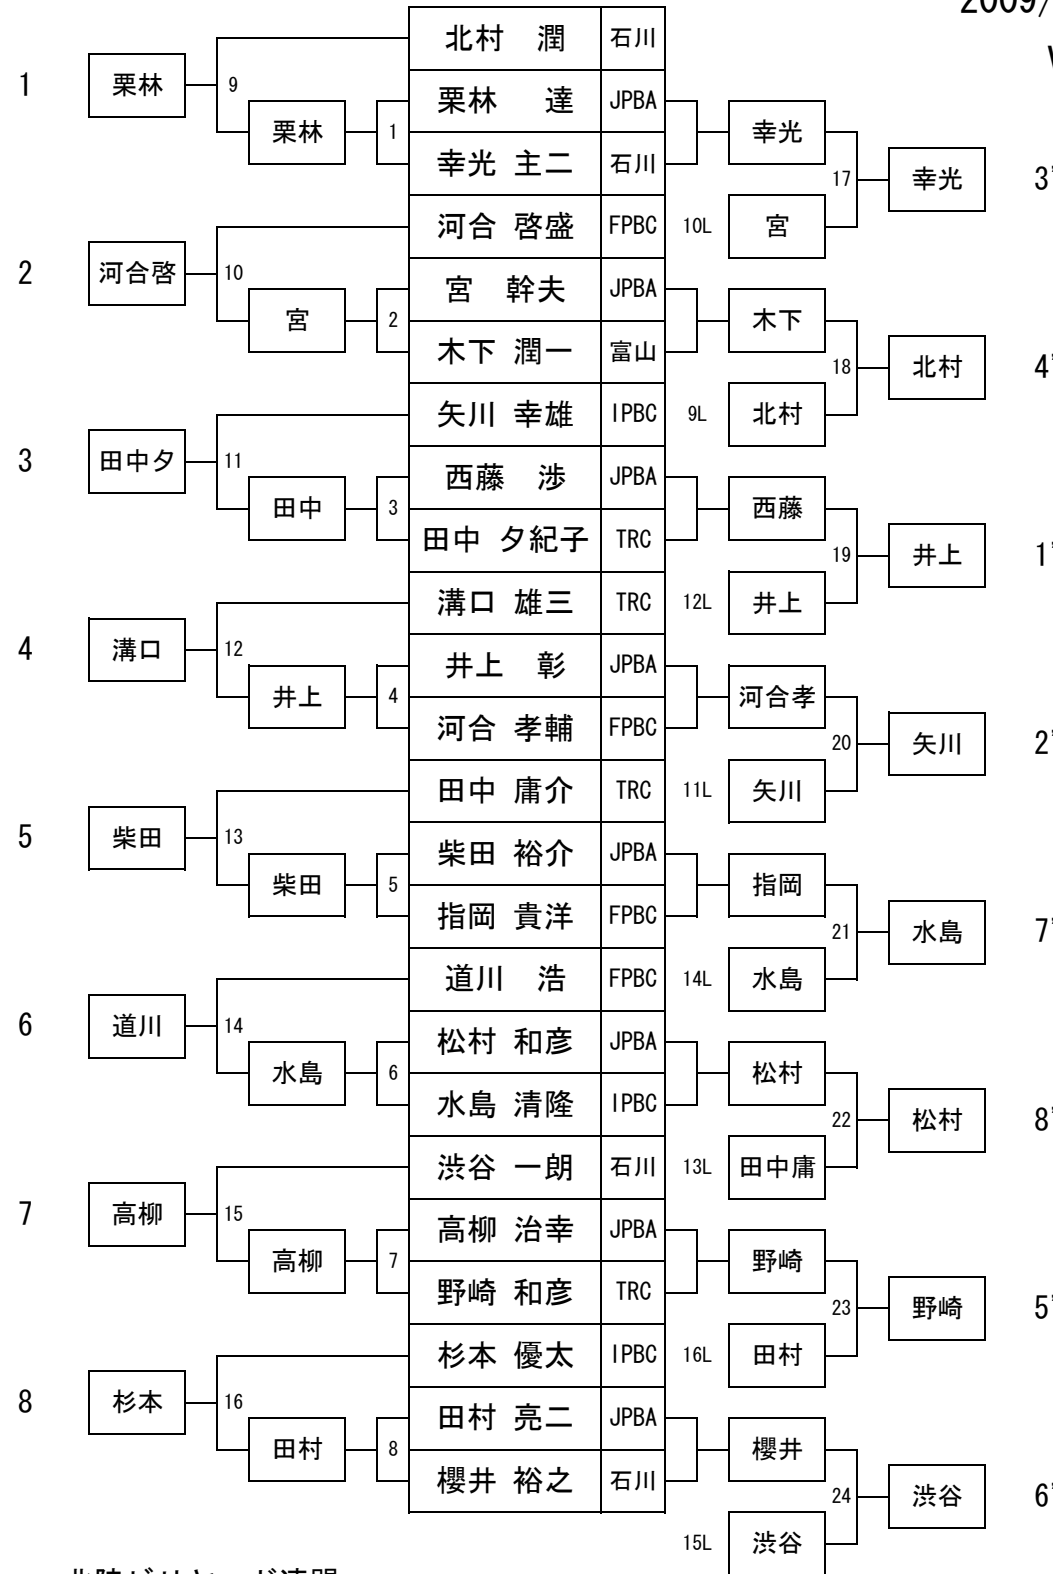 2009/
北村 潤 石川
1 栗林 9 栗林 達 JPBA
栗林 1 幸光
幸光 主二 石川 17 幸光 3'
河合 啓盛 FPBC 10L 宮
2 河合啓 10 宮 幹夫 JPBA
宮 2 木下
木下 潤一 富山 18 北村 4'
矢川 幸雄 IPBC 9L 北村
3 田中夕 11 西藤 渉 JPBA
田中 3 西藤
田中 夕紀子 TRC 19 井上 1'
溝口 雄三 TRC 12L 井上
4 溝口 12 井上 彰 JPBA
井上 4 河合孝
河合 孝輔 FPBC 20 矢川 2'
田中 庸介 TRC 11L 矢川
5 柴田 13 柴田 裕介 JPBA
柴田 5 指岡
指岡 貴洋 FPBC 21 水島 7'
道川 浩 FPBC 14L 水島
6 道川 14 松村 和彦 JPBA
水島 6 松村
水島 清隆 IPBC 22 松村 8'
渋谷 一朗 石川 13L 田中庸
7 高柳 15 高柳 治幸 JPBA
高柳 7 野崎
野崎 和彦 TRC 23 野崎 5'
杉本 優太 IPBC 16L 田村
8 杉本 16 田村 亮二 JPBA
田村 8 櫻井
櫻井 裕之 石川 24 渋谷 6'
15L 渋谷